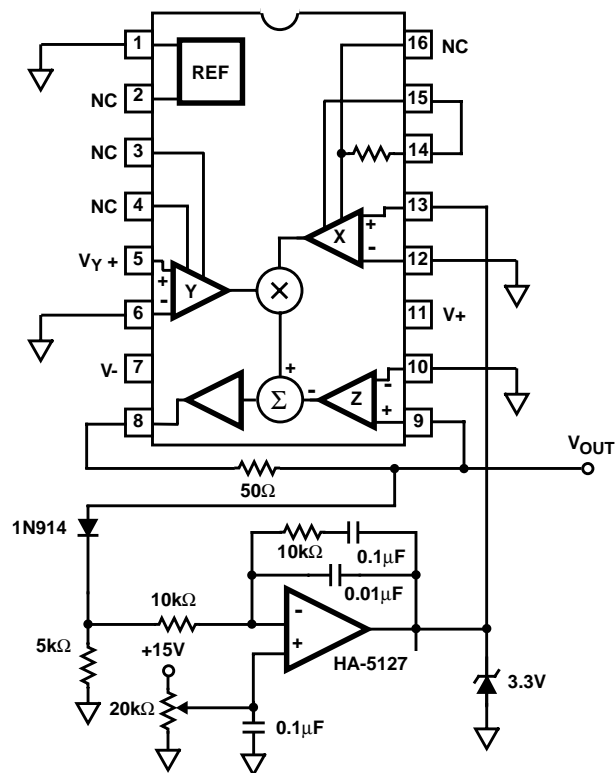 1
REF
16
NC
NC
2
15
NC
3
14
NC
4
13
X
+
-
V_Y +
5
+
Y
-
×
12
6
11
V+
V-
7
+
10
Σ
-
Z
-
+
8
9
V_OUT
50Ω
1N914
10kΩ
0.1μF
0.01μF
10kΩ
-
+
HA-5127
5kΩ
+15V
20kΩ
0.1μF
3.3V